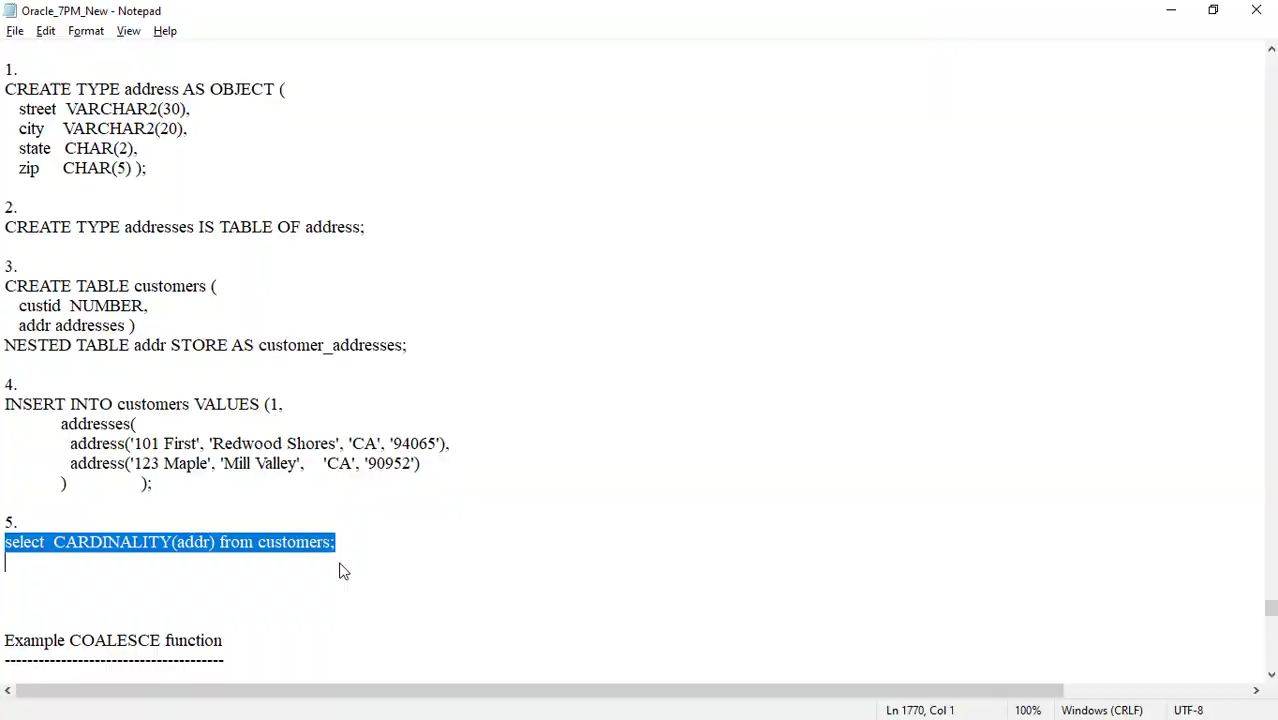 Oracle_7PM_New - Notepad
File Edit Format View Help
1.
CREATE TYPE address AS OBJECT (
street VARCHAR2(30),
city VARCHAR2(20),
state CHAR(2),
zip CHAR(5) );
2.
CREATE TYPE addresses IS TABLE OF address;
3.
CREATE TABLE customers (
custid NUMBER,
addr addresses )
NESTED TABLE addr STORE AS customer_addresses;
4.
INSERT INTO customers VALUES (1,
addresses(
address('101 First', 'Redwood Shores', 'CA', '94065'),
address('123 Maple', 'Mill Valley', 'CA', '90952')
) );
5.
select CARDINALITY(addr) from customers;
Example COALESCE function
---------------------------------------
Ln 1770, Col 1 100% Windows (CRLF) UTF-8